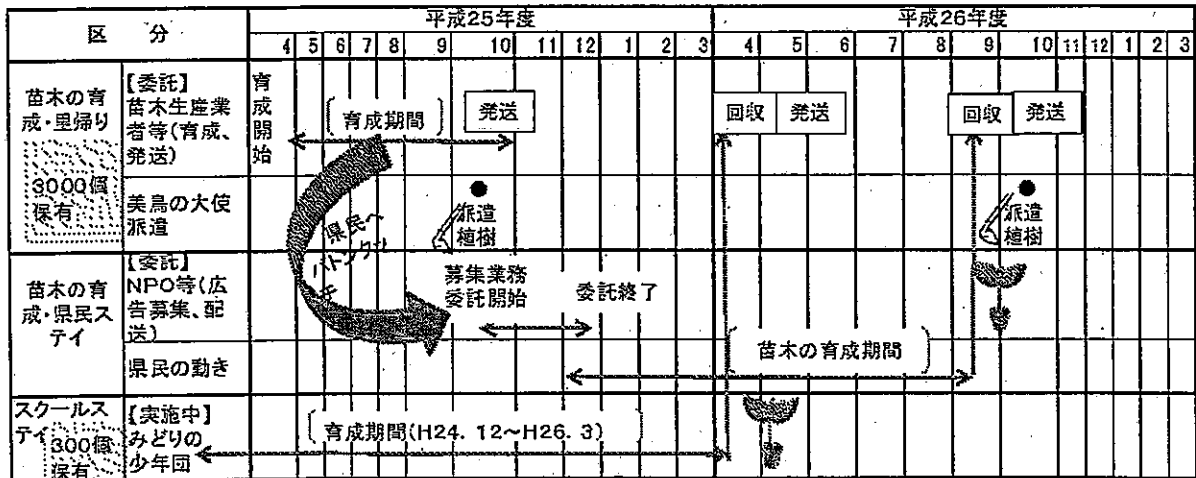 区　分
平成25年度
平成26年度
4 5 6 7 8 9 10 11 12 1 2 3 4 5 6 7 8 9 10 11 12 1 2 3
苗木の育
成・里帰り
3000個
保有
【委託】
苗木生産業
者等(育成、
発送)
育
成
開
始
育成期間
発送
回収
発送
回収
発送
美鳥の大使
派遣
県民へ
バトンタッ
チ
派遣
植樹
派遣
植樹
苗木の育
成・県民ス
テイ
【委託】
NPO等(広
告募集、配
送)
募集業務
委託開始
委託終了
県民の動き
苗木の育成期間
スクールス
テイ
300個
保有
【実施中】
みどりの
少年団
育成期間(H24.12～H26.3)